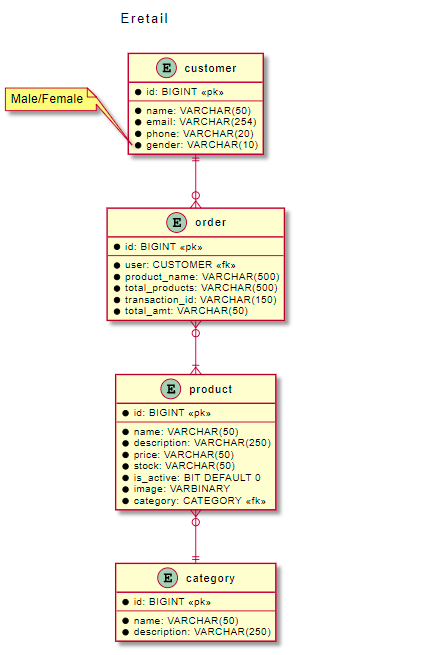 Eretail
E customer
id: BIGINT «pk»
Male/Female
name: VARCHAR(50)
email: VARCHAR(254)
phone: VARCHAR(20)
gender: VARCHAR(10)
E order
id: BIGINT «pk»
user: CUSTOMER «fk»
product_name: VARCHAR(500)
total_products: VARCHAR(500)
transaction_id: VARCHAR(150)
total_amt: VARCHAR(50)
E product
id: BIGINT «pk»
name: VARCHAR(50)
description: VARCHAR(250)
price: VARCHAR(50)
stock: VARCHAR(50)
is_active: BIT DEFAULT 0
image: VARBINARY
category: CATEGORY «fk»
E category
id: BIGINT «pk»
name: VARCHAR(50)
description: VARCHAR(250)